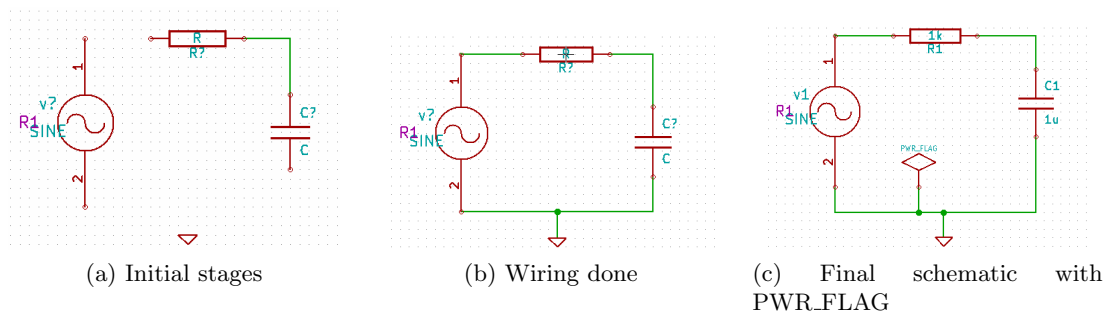 R
R?
1
v?
R1
SINE
C?
C
2
(a) Initial stages
R
R?
1
v?
R1
SINE
C?
C
2
(b) Wiring done
1k
R1
1
v1
R1
SINE
C1
1u
PWR_FLAG
2
(c) Final schematic with
PWR_FLAG